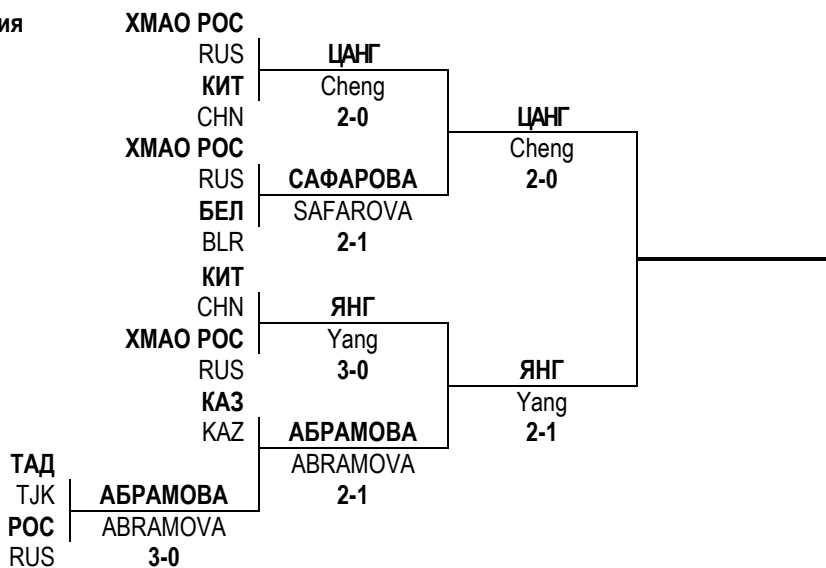 ия ХМАО РОС
RUS ЦАНГ
КИТ Cheng
CHN 2-0 ЦАНГ
ХМАО РОС Cheng
RUS САФАРОВА 2-0
БЕЛ SAFAROVA
BLR 2-1
КИТ
CHN ЯНГ
ХМАО РОС Yang
RUS 3-0 ЯНГ
КАЗ Yang
KAZ АБРАМОВА 2-1
ТАД ABRAMOVA
TJK АБРАМОВА 2-1
РОС ABRAMOVA
RUS 3-0